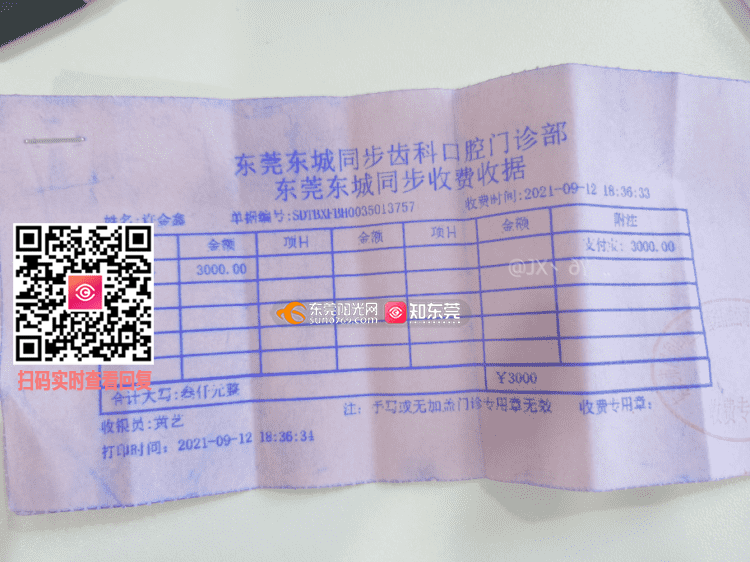 东莞东城同步齿科口腔门诊部
东莞东城同步收费收据
姓名:许金鑫 单据编号:SDTBXFBH0035013757 收费时间:2021-09-12 18:36:33
金额 项目 金额 项目 金额 附注
3000.00 支付宝: 3000.00
@JX丶
东莞阳光网 知东莞
sun0769.com
扫码实时查看回复
¥3000
合计大写:叁仟元整
收银员:黄艺 注: 手写或无加盖门诊专用章无效 收费专用章:
打印时间: 2021-09-12 18:36:34